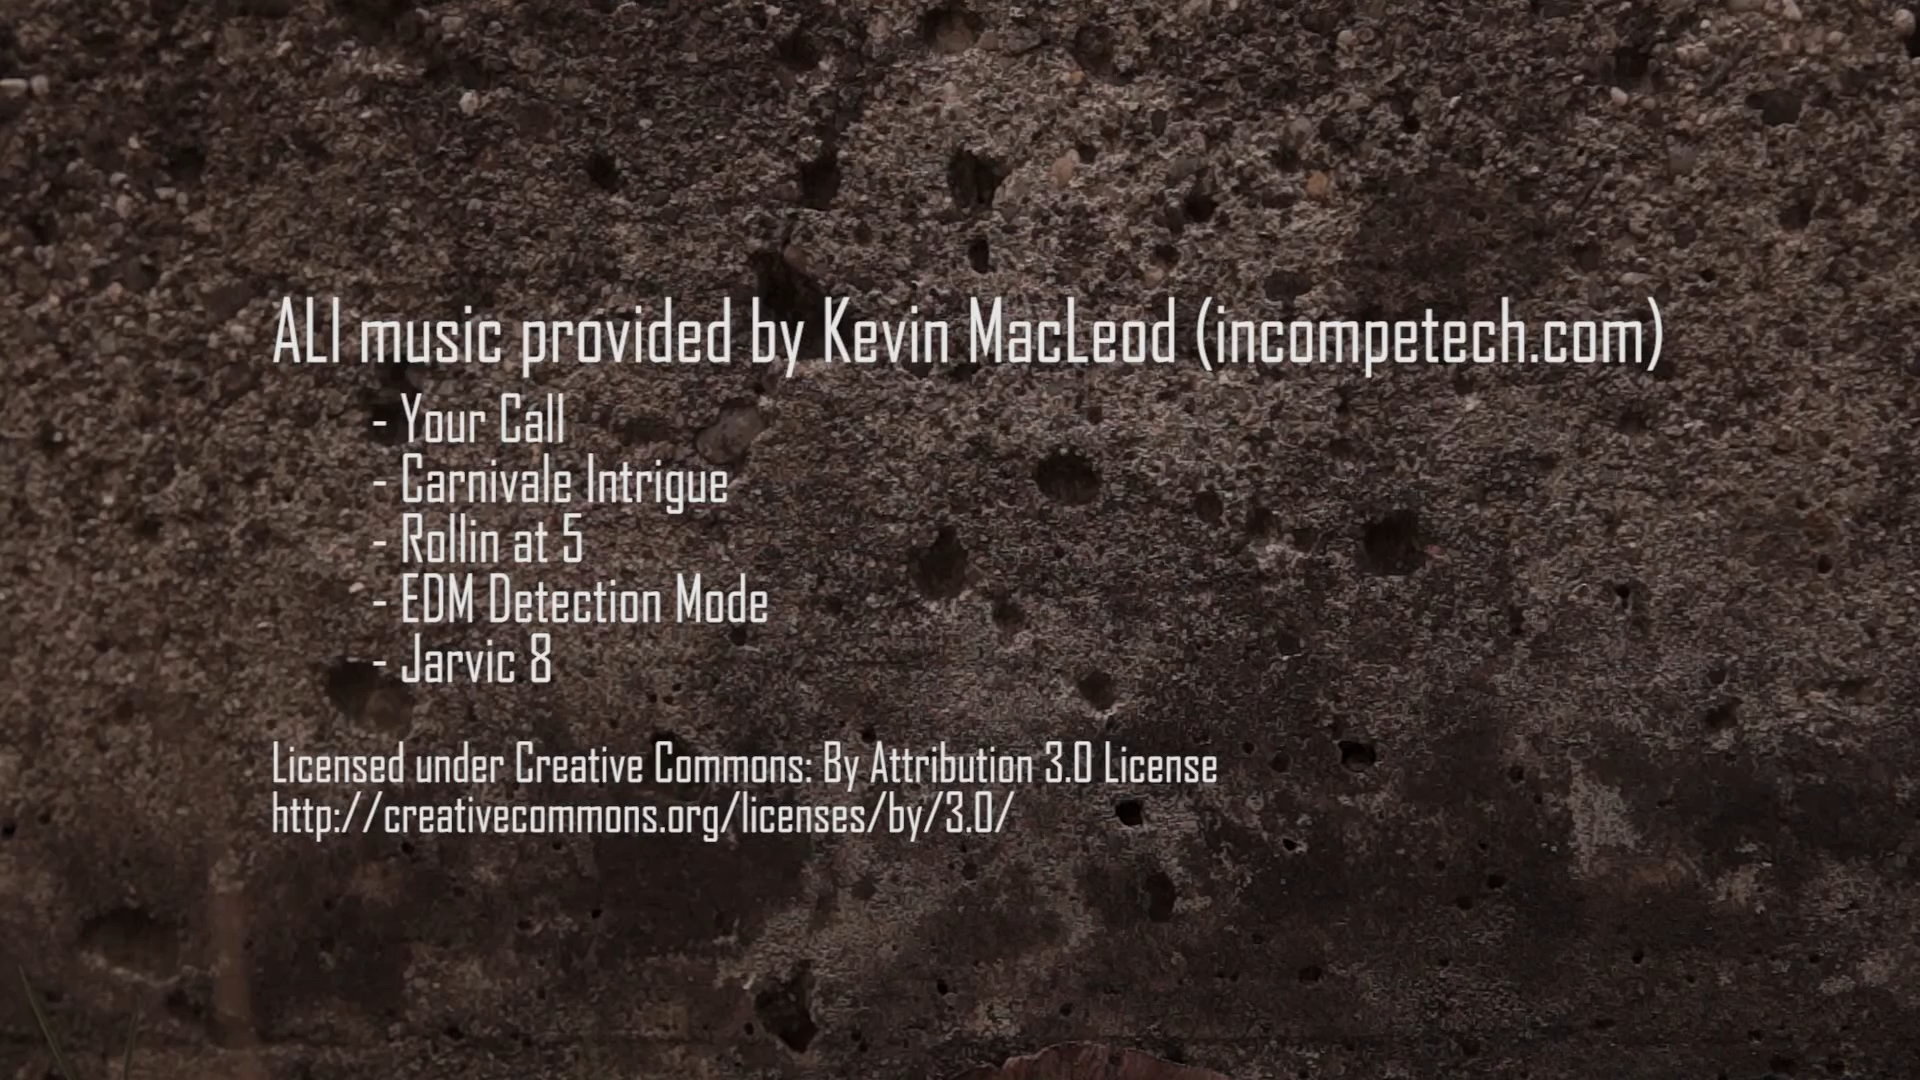 ALl music provided by Kevin MacLeod (incompetech.com)
- Your Call
- Carnivale Intrigue
- Rollin at 5
- EDM Detection Mode
- Jarvic 8
Licensed under Creative Commons: By Attribution 3.0 License
http://creativecommons.org/licenses/by/3.0/